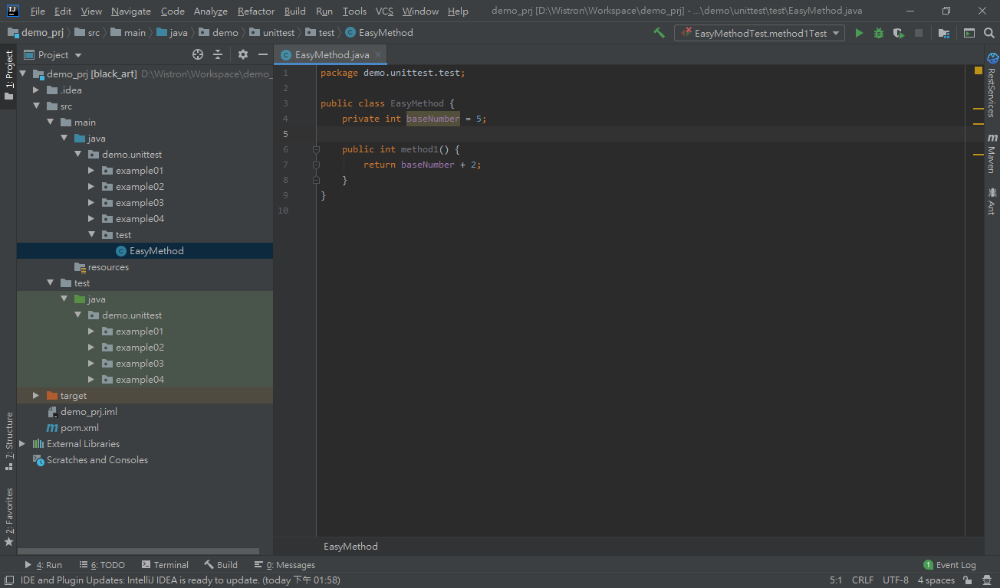 File Edit View Navigate Code Analyze Refactor Build Run Tools VCS Window Help demo_prj [D:\Wistron\Workspace\demo_prj] - ...\demo\unittest\test\EasyMethod.java
demo_prj src main java demo unittest test EasyMethod EasyMethodTest.method1Test
Project
EasyMethod.java
1: Project
7: Structure
2: Favorites
demo_prj [black_art] D:\Wistron\Workspace\demo_
.idea
src
main
java
demo.unittest
example01
example02
example03
example04
test
EasyMethod
resources
test
java
demo.unittest
example01
example02
example03
example04
target
demo_prj.iml
pom.xml
External Libraries
Scratches and Consoles
1 package demo.unittest.test;
2
3 public class EasyMethod {
4 private int baseNumber = 5;
5
6 public int method1() {
7 return baseNumber + 2;
8 }
9 }
10
EasyMethod
RestServices
Maven
Ant
4: Run 6: TODO Terminal Build 0: Messages 1 Event Log
IDE and Plugin Updates: IntelliJ IDEA is ready to update. (today 下午 01:58) 5:1 CRLF UTF-8 4 spaces